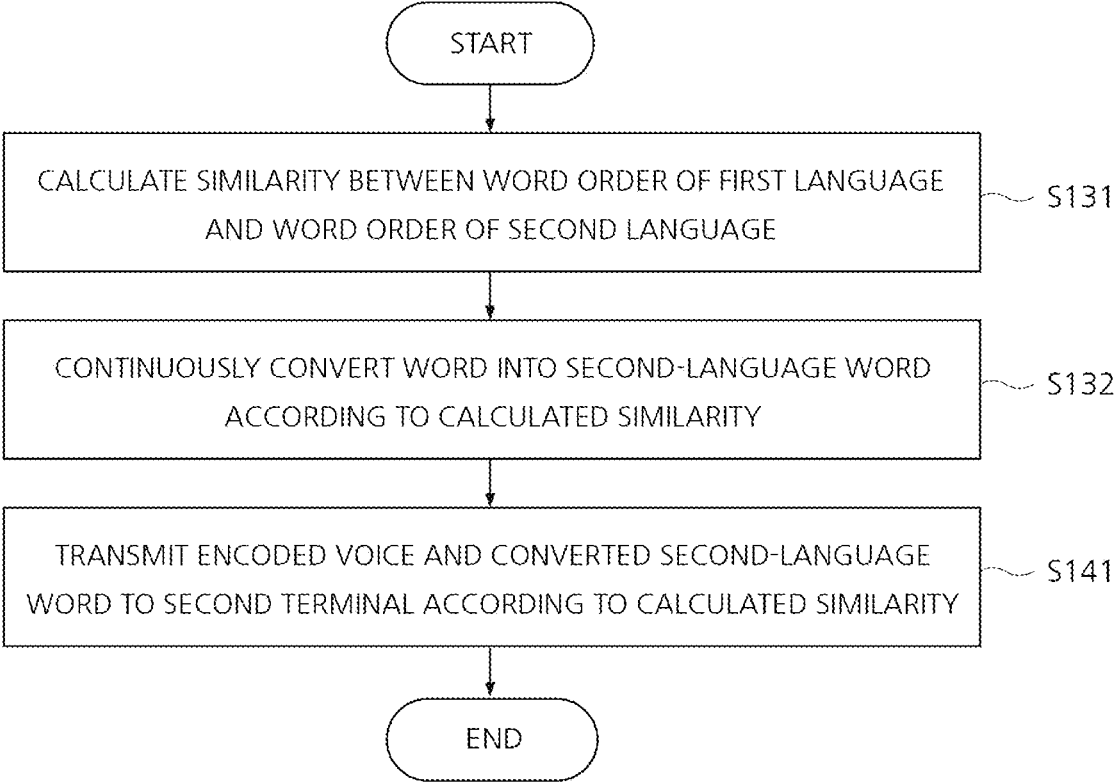 START
CALCULATE SIMILARITY BETWEEN WORD ORDER OF FIRST LANGUAGE
AND WORD ORDER OF SECOND LANGUAGE
S131
CONTINUOUSLY CONVERT WORD INTO SECOND-LANGUAGE WORD
ACCORDING TO CALCULATED SIMILARITY
S132
TRANSMIT ENCODED VOICE AND CONVERTED SECOND-LANGUAGE
WORD TO SECOND TERMINAL ACCORDING TO CALCULATED SIMILARITY
S141
END